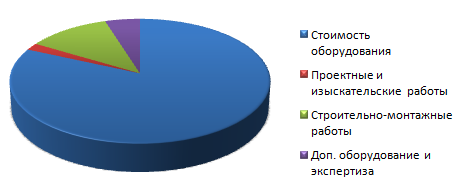 Стоимость
оборудования
Проектные и
изыскательские работы
Строительно-монтажные
работы
Доп. оборудование и
экспертиза